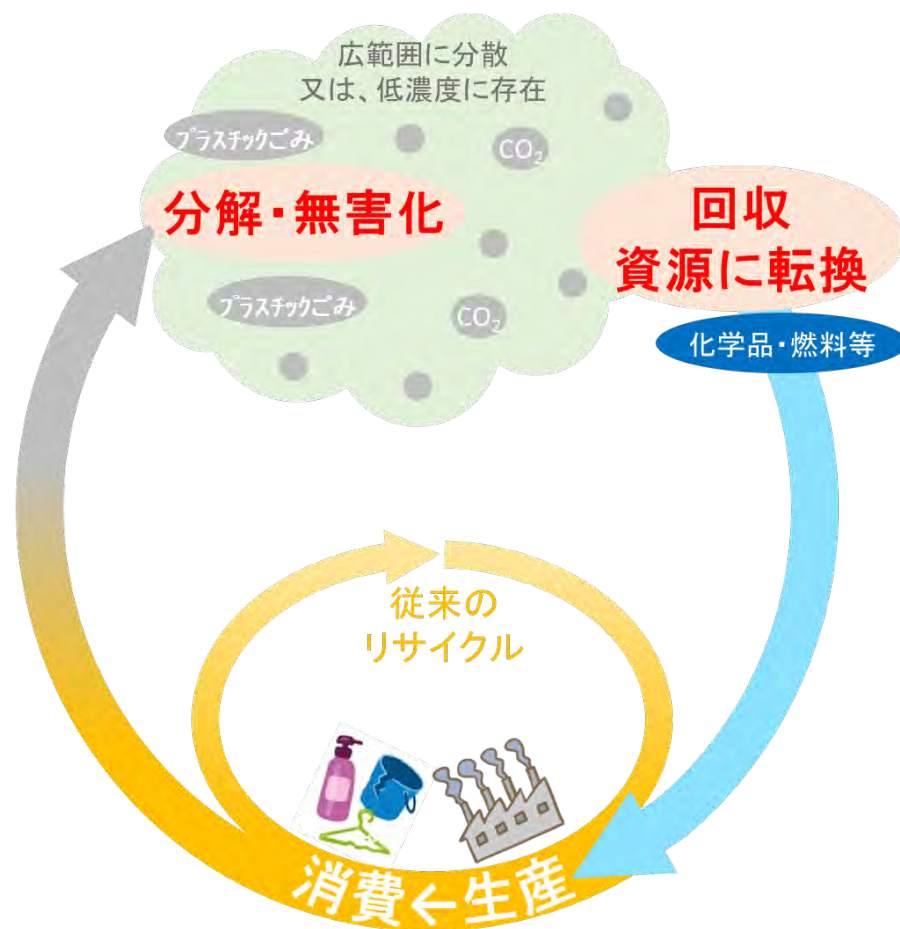 広範囲に分散
又は、低濃度に存在
プラスチックごみ
CO₂
分解・無害化
回収
資源に転換
プラスチックごみ
CO₂
化学品・燃料等
従来の
リサイクル
消費←生産